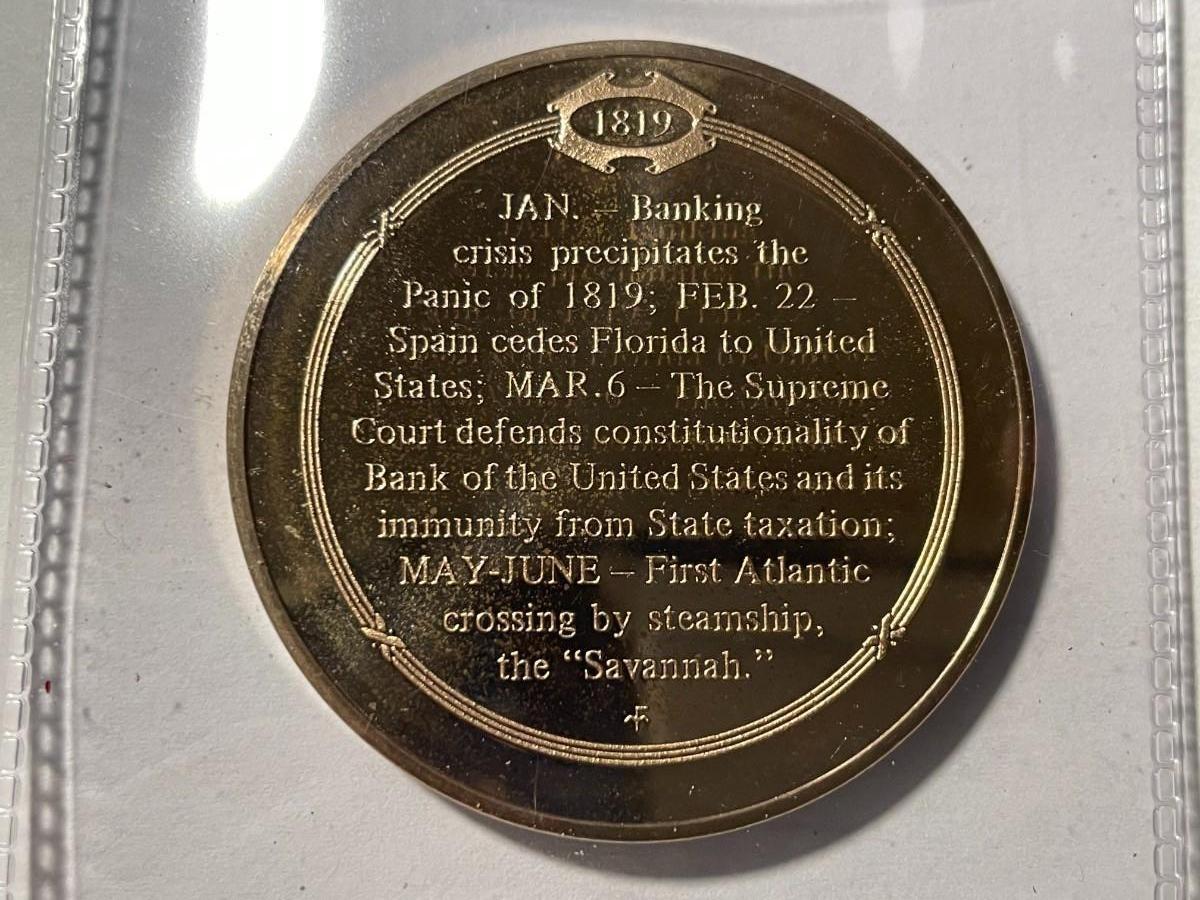 1819
JAN. – Banking
crisis precipitates the
Panic of 1819; FEB. 22 –
Spain cedes Florida to United
States; MAR.6 – The Supreme
Court defends constitutionality of
Bank of the United States and its
immunity from State taxation;
MAY-JUNE – First Atlantic
crossing by steamship,
the “Savannah.”